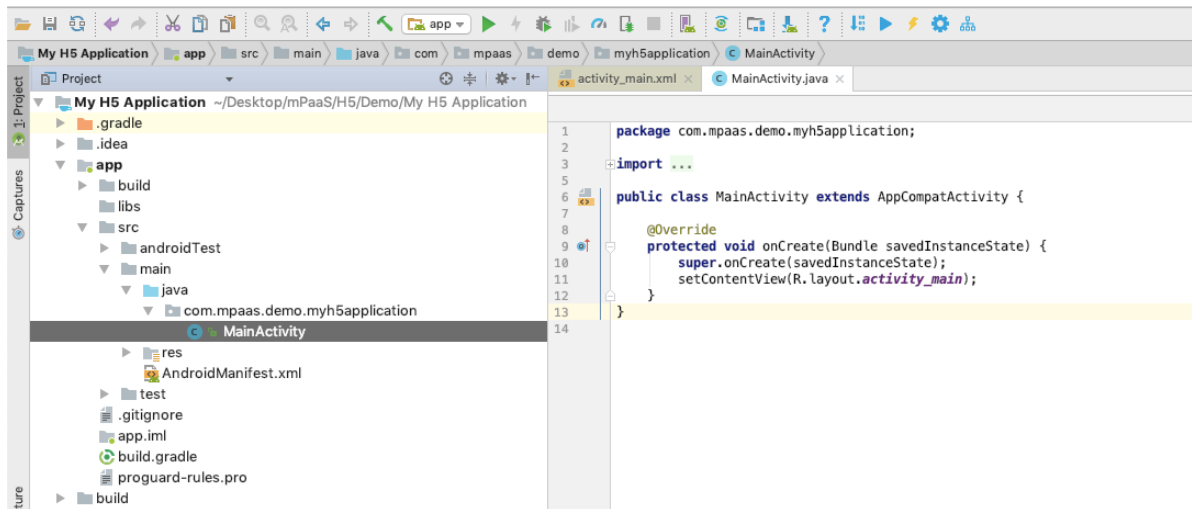 app
My H5 Application app src main java com mpaas demo myh5application MainActivity
1: Project
Captures
Project
My H5 Application ~/Desktop/mPaaS/H5/Demo/My H5 Application
.gradle
.idea
app
build
libs
src
androidTest
main
java
com.mpaas.demo.myh5application
MainActivity
res
AndroidManifest.xml
test
.gitignore
app.iml
build.gradle
proguard-rules.pro
build
activity_main.xml MainActivity.java
1 package com.mpaas.demo.myh5application;
2
3 import ...
5
6 public class MainActivity extends AppCompatActivity {
7
8 @Override
9 protected void onCreate(Bundle savedInstanceState) {
10 super.onCreate(savedInstanceState);
11 setContentView(R.layout.activity_main);
12 }
13 }
14